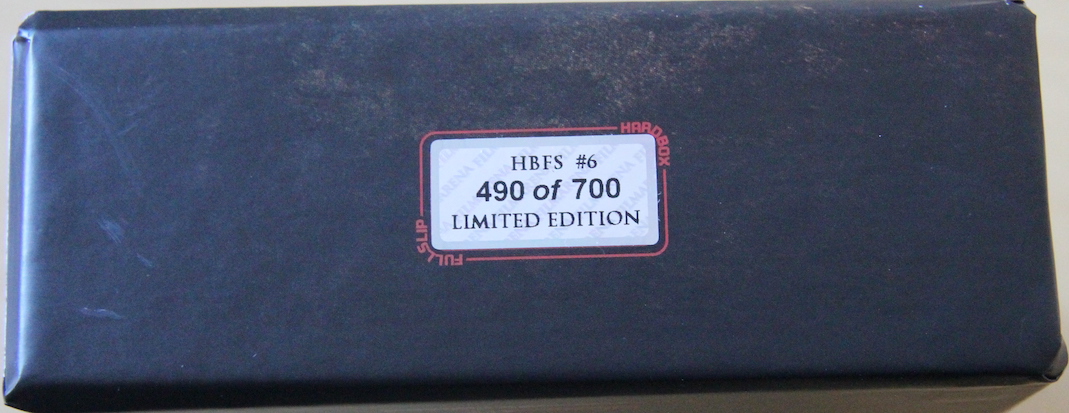 HARDBOX
HBFS #6
490 of 700
LIMITED EDITION
FULLSLIP